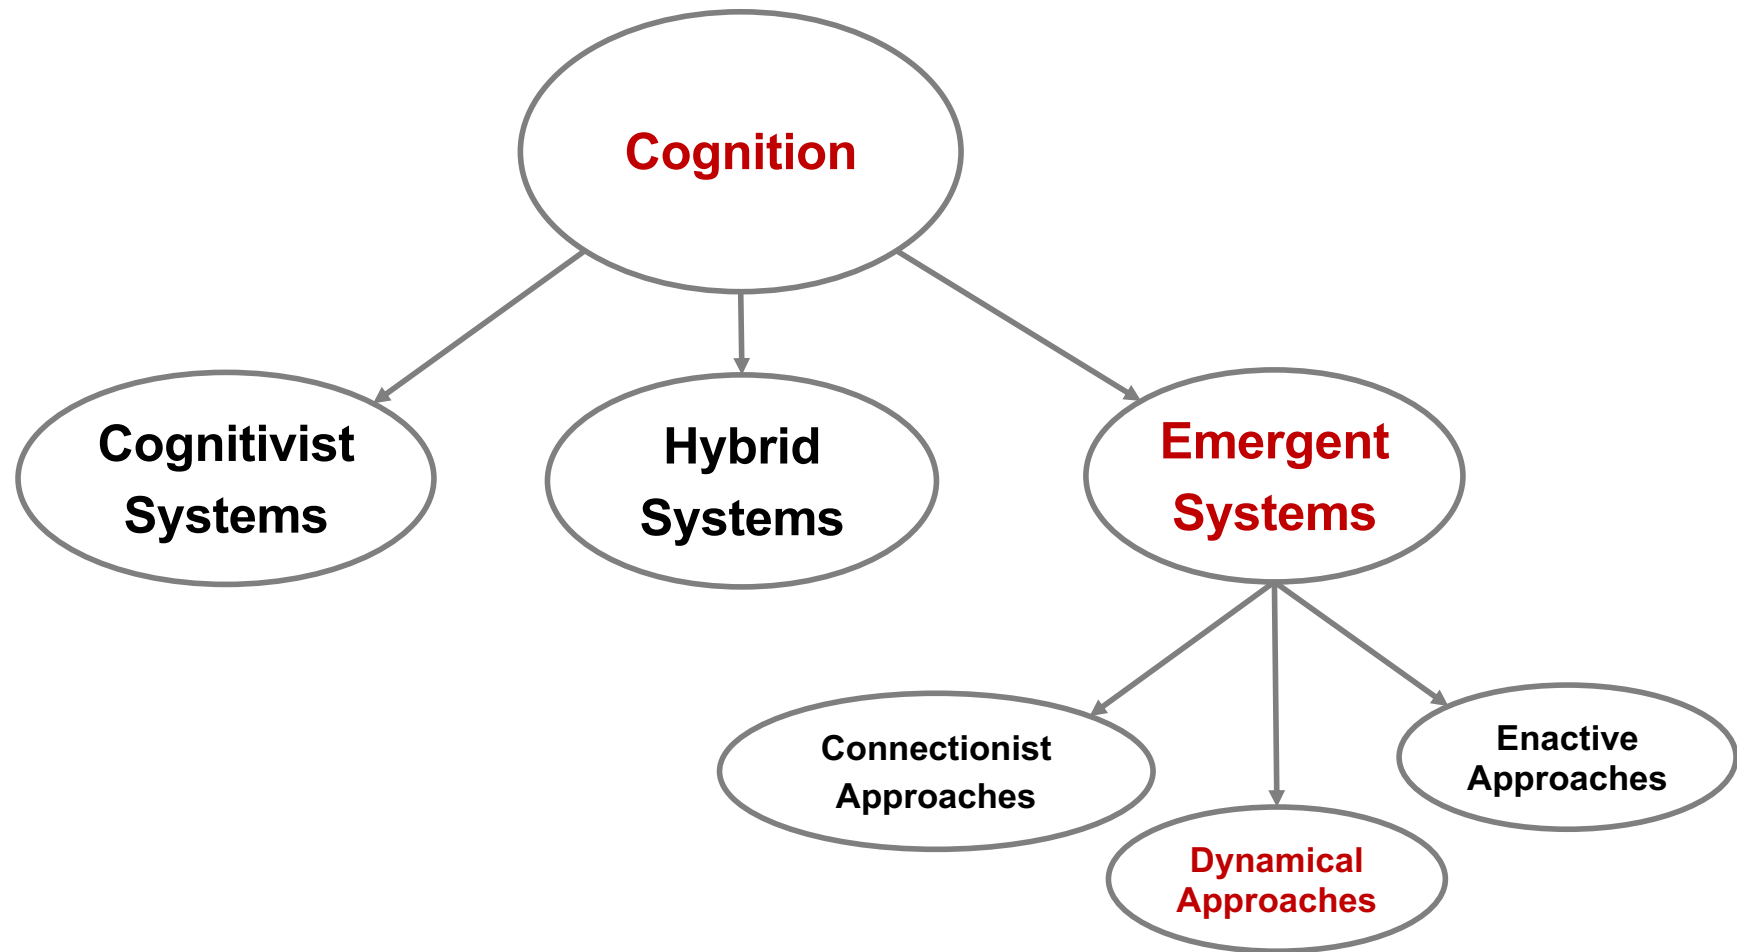 Cognition
Cognitivist
Systems
Hybrid
Systems
Emergent
Systems
Connectionist
Approaches
Dynamical
Approaches
Enactive
Approaches